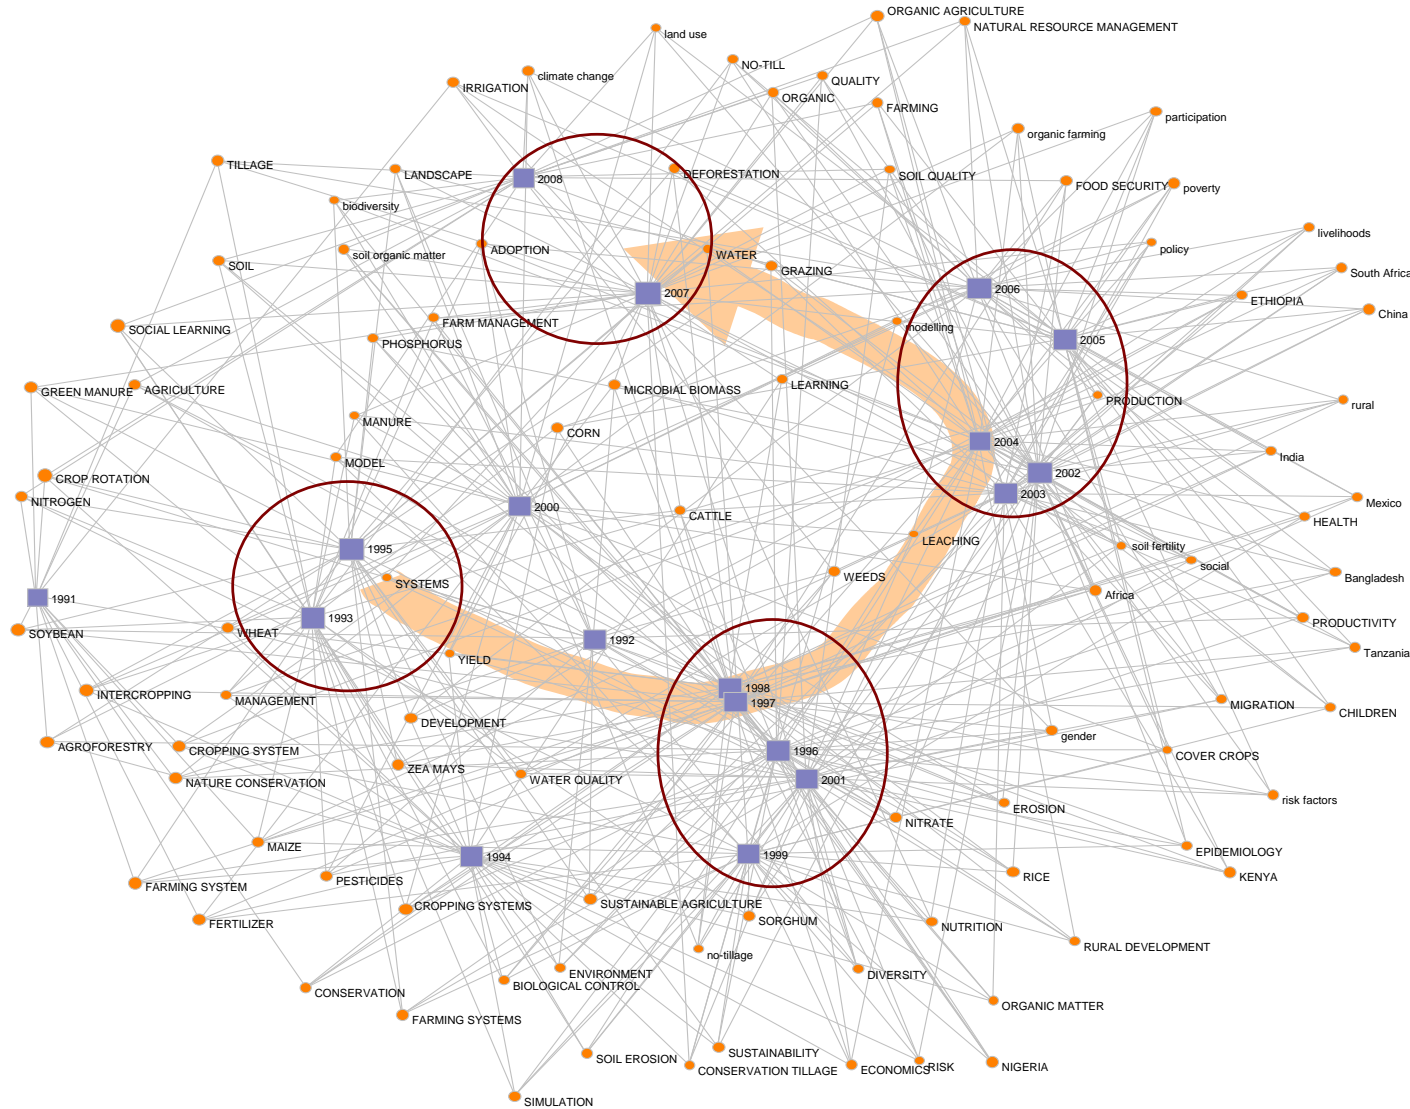 ORGANIC AGRICULTURE
NATURAL RESOURCE MANAGEMENT
land use
NO-TILL
climate change
QUALITY
IRRIGATION
ORGANIC
FARMING
participation
organic farming
TILLAGE
LANDSCAPE
2008
DEFORESTATION
SOIL QUALITY
FOOD SECURITY
poverty
biodiversity
livelihoods
soil organic matter
ADOPTION
WATER
policy
SOIL
GRAZING
South Africa
2007
2006
ETHIOPIA
China
SOCIAL LEARNING
FARM MANAGEMENT
modelling
PHOSPHORUS
2005
GREEN MANURE
AGRICULTURE
MICROBIAL BIOMASS
LEARNING
PRODUCTION
rural
MANURE
CORN
2004
MODEL
India
CROP ROTATION
2002
NITROGEN
2003
Mexico
2000
CATTLE
HEALTH
LEACHING
soil fertility
1995
social
SYSTEMS
WEEDS
Bangladesh
1991
Africa
1993
PRODUCTIVITY
SOYBEAN
WHEAT
1992
YIELD
Tanzania
1998
INTERCROPPING
MANAGEMENT
1997
MIGRATION
CHILDREN
DEVELOPMENT
gender
AGROFORESTRY
CROPPING SYSTEM
1996
COVER CROPS
ZEA MAYS
NATURE CONSERVATION
WATER QUALITY
2001
risk factors
EROSION
NITRATE
MAIZE
1994
1999
EPIDEMIOLOGY
RICE
KENYA
FARMING SYSTEM
PESTICIDES
SUSTAINABLE AGRICULTURE
CROPPING SYSTEMS
SORGHUM
FERTILIZER
NUTRITION
RURAL DEVELOPMENT
no-tillage
ENVIRONMENT
DIVERSITY
BIOLOGICAL CONTROL
CONSERVATION
ORGANIC MATTER
FARMING SYSTEMS
SUSTAINABILITY
SOIL EROSION
CONSERVATION TILLAGE
ECONOMICS
RISK
NIGERIA
SIMULATION